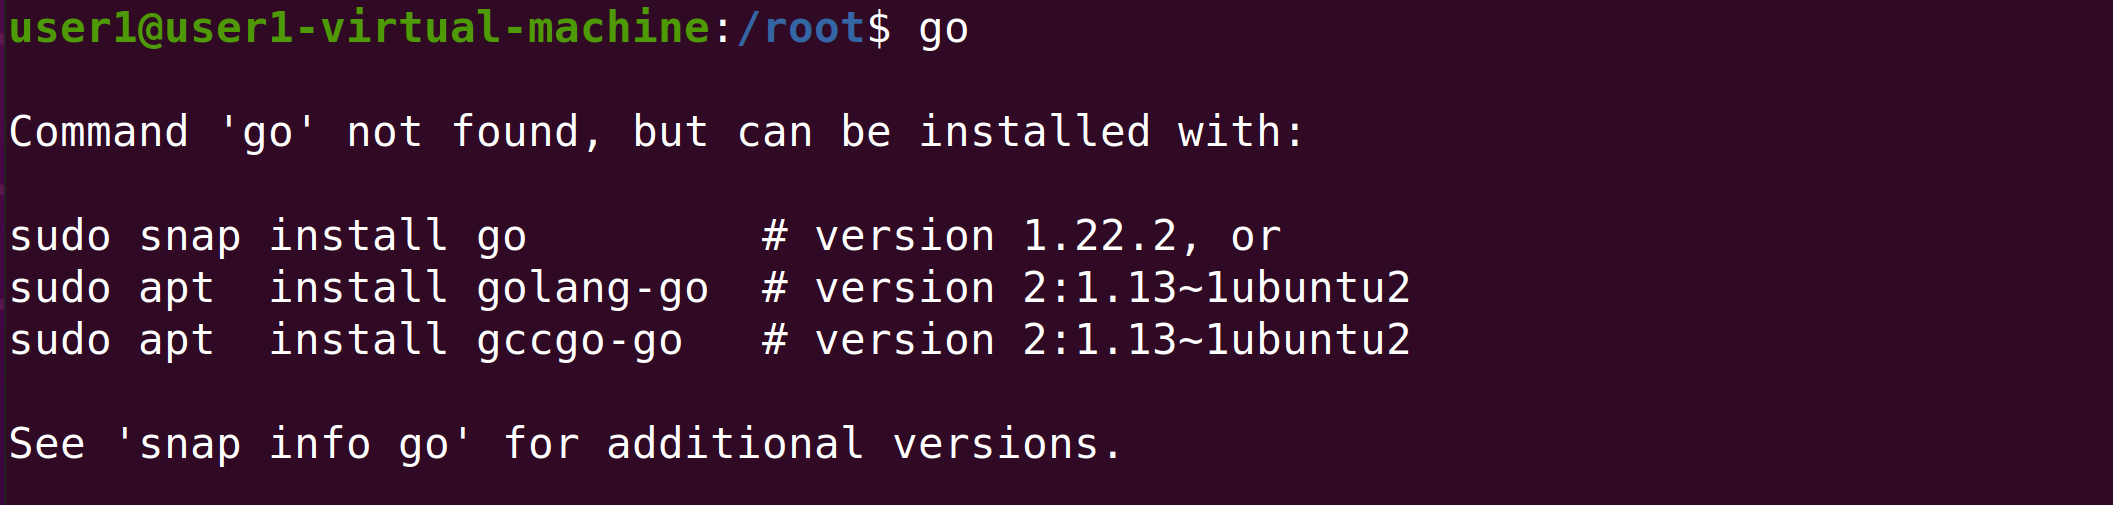 user1@user1-virtual-machine:/root$ go
Command 'go' not found, but can be installed with:
sudo snap install go         # version 1.22.2, or
sudo apt  install golang-go  # version 2:1.13~1ubuntu2
sudo apt  install gccgo-go   # version 2:1.13~1ubuntu2
See 'snap info go' for additional versions.